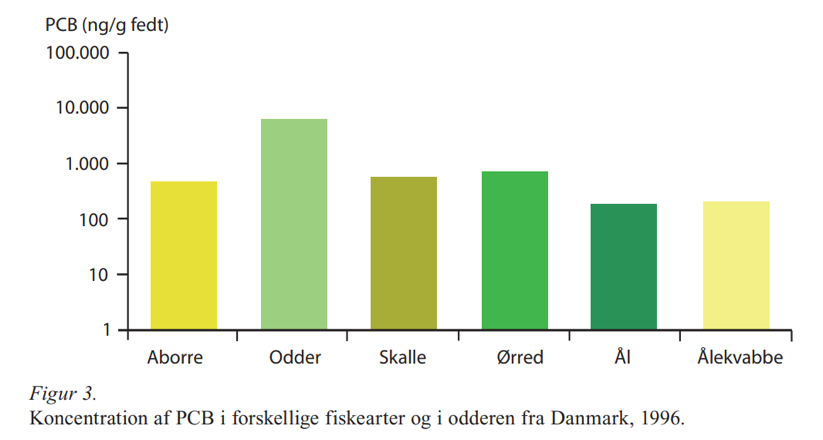 PCB (ng/g fedt)
100.000
10.000
1.000
100
10
1
Aborre Odder Skalle Ørred Ål Ålekvabbe
Figur 3.
Koncentration af PCB i forskellige fiskearter og i odderen fra Danmark, 1996.